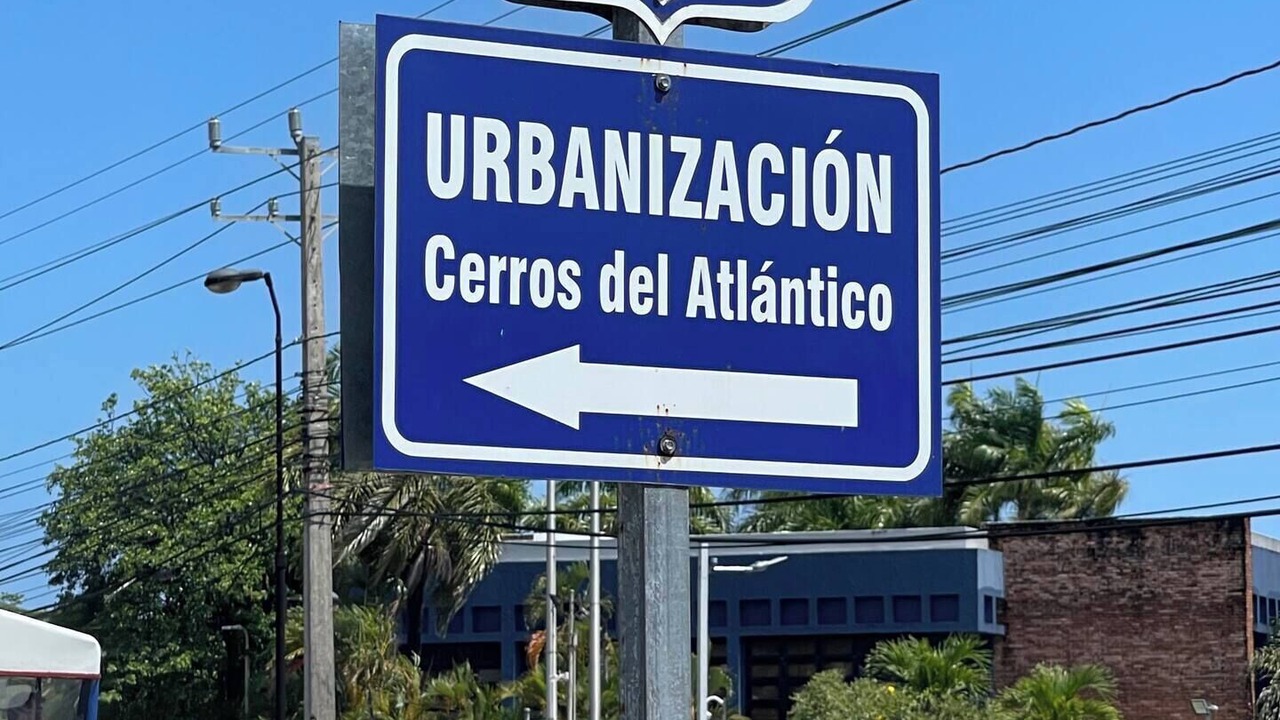 URBANIZACIÓN
Cerros del Atlántico